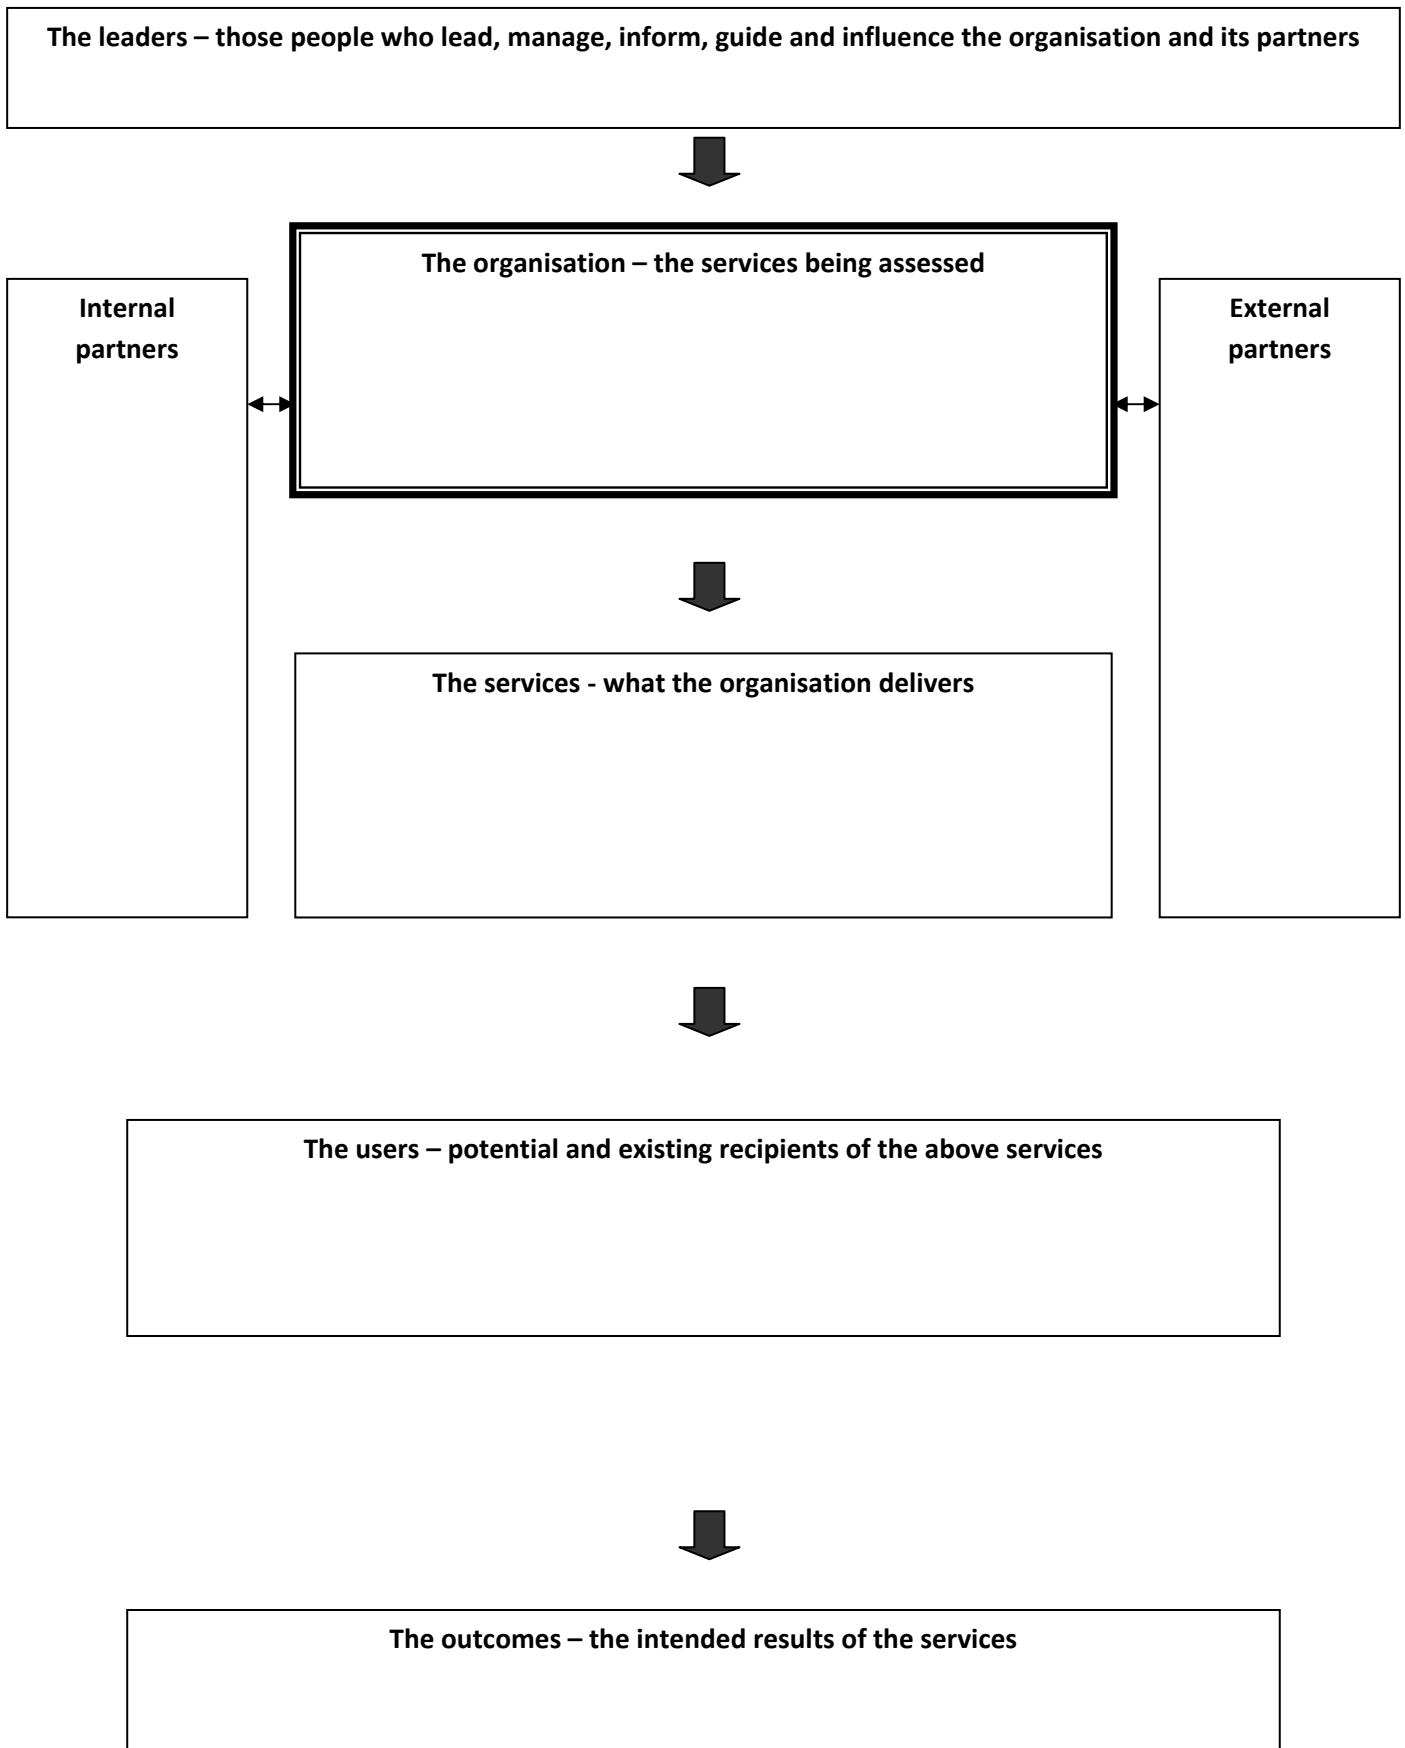 The leaders – those people who lead, manage, inform, guide and influence the organisation and its partners
The organisation – the services being assessed
Internal
partners
External
partners
The services - what the organisation delivers
The users – potential and existing recipients of the above services
The outcomes – the intended results of the services